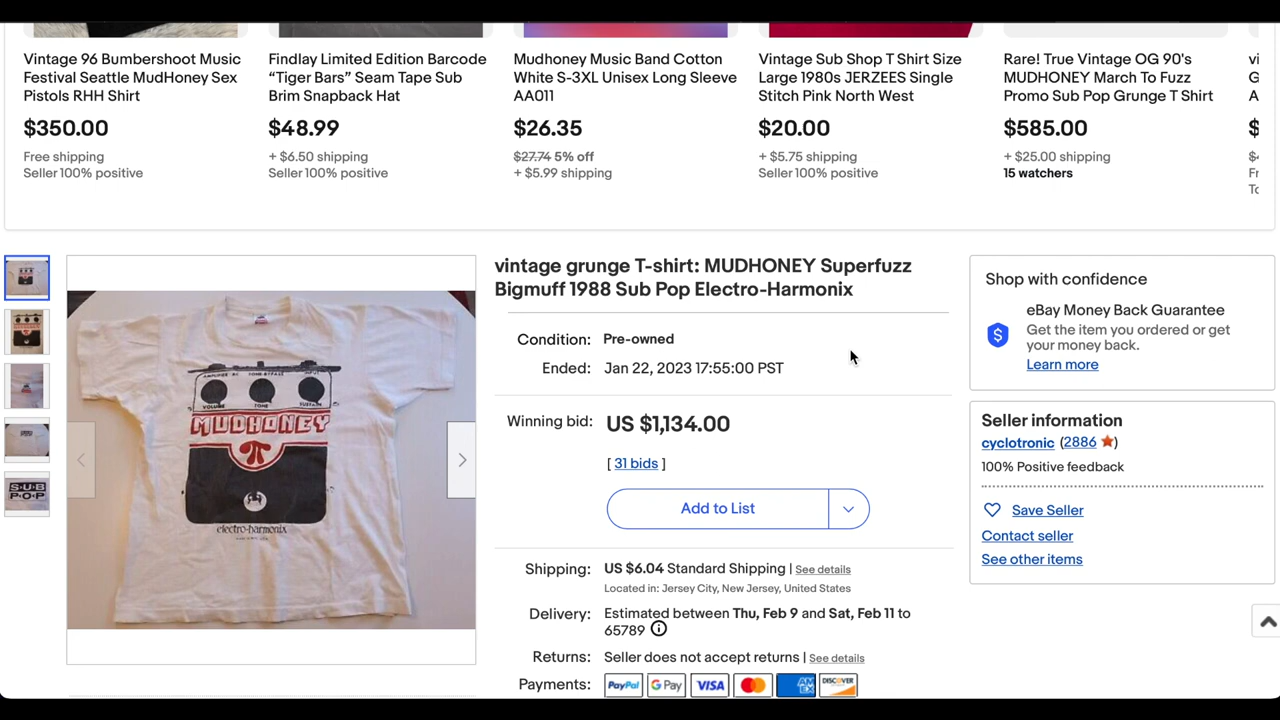 Vintage 96 Bumbershoot Music
Festival Seattle MudHoney Sex
Pistols RHH Shirt
$350.00
Free shipping
Seller 100% positive
Findlay Limited Edition Barcode
“Tiger Bars” Seam Tape Sub
Brim Snapback Hat
$48.99
+ $6.50 shipping
Seller 100% positive
Mudhoney Music Band Cotton
White S-3XL Unisex Long Sleeve
AA011
$26.35
$27.74 5% off
+ $5.99 shipping
Vintage Sub Shop T Shirt Size
Large 1980s JERZEES Single
Stitch Pink North West
$20.00
+ $5.75 shipping
Seller 100% positive
Rare! True Vintage OG 90's
MUDHONEY March To Fuzz
Promo Sub Pop Grunge T Shirt
$585.00
+ $25.00 shipping
15 watchers
SUB
POP
VOLUME TONE SUSTAIN
MUDHONEY
electro-harmonix
vintage grunge T-shirt: MUDHONEY Superfuzz
Bigmuff 1988 Sub Pop Electro-Harmonix
Condition: Pre-owned
Ended: Jan 22, 2023 17:55:00 PST
Winning bid: US $1,134.00
[ 31 bids ]
Add to List
Shipping: US $6.04 Standard Shipping | See details
Located in: Jersey City, New Jersey, United States
Delivery: Estimated between Thu, Feb 9 and Sat, Feb 11 to
65789
Returns: Seller does not accept returns | See details
Payments: PayPal G Pay VISA MasterCard AMEX DISCOVER
Shop with confidence
eBay Money Back Guarantee
Get the item you ordered or get
your money back.
Learn more
Seller information
cyclotronic (2886)
100% Positive feedback
Save Seller
Contact seller
See other items